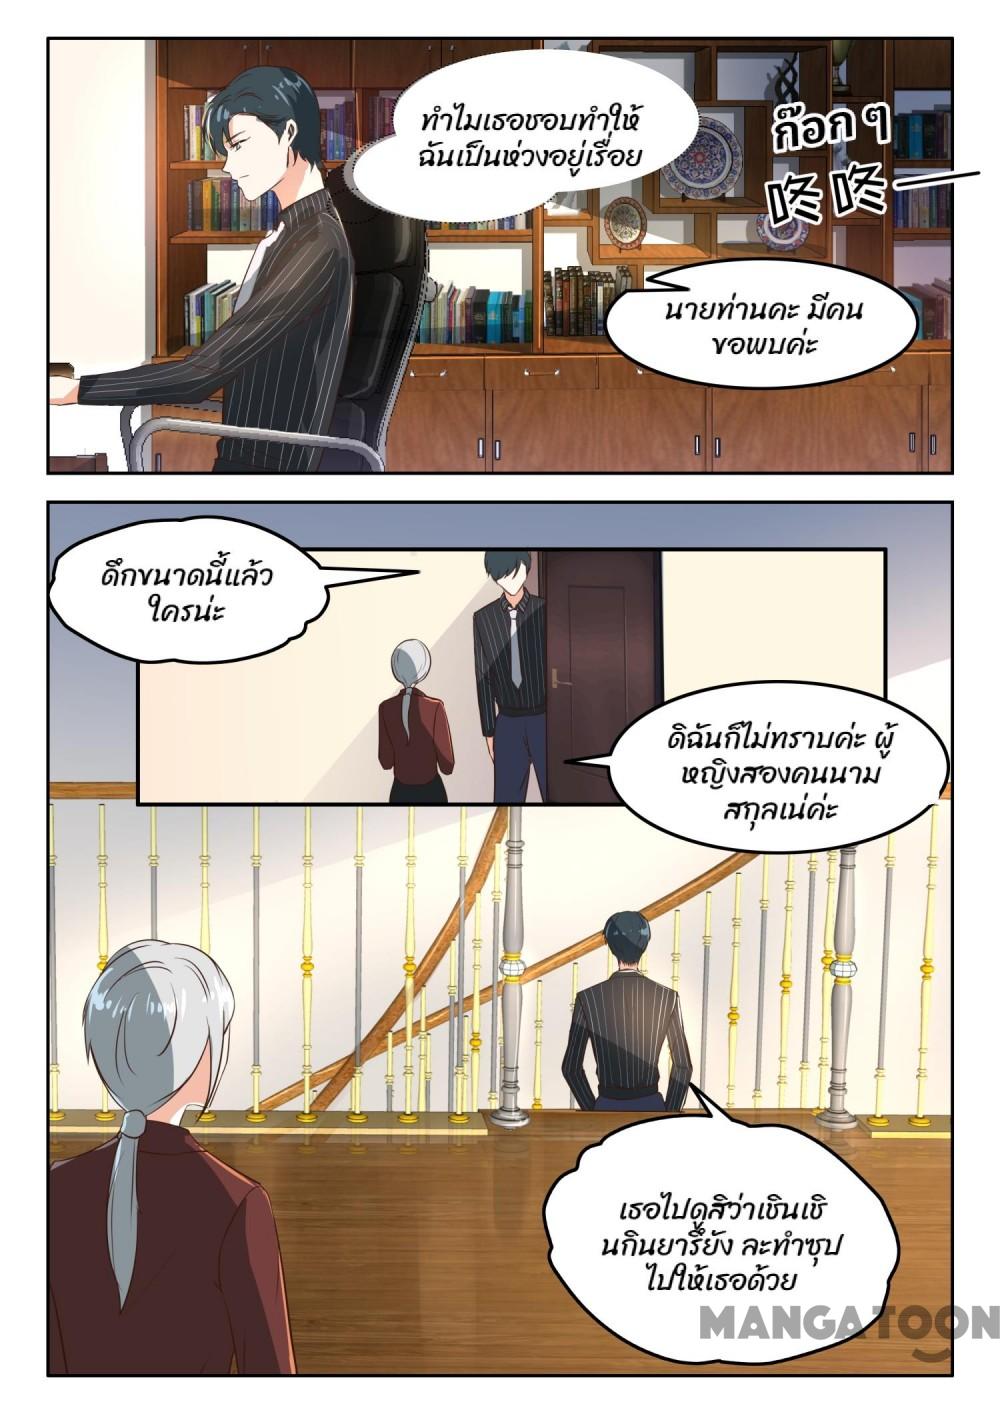 ทำไมเธอชอบทำให้
ฉันเป็นห่วงอยู่เรื่อย
ก๊อก ๆ
咚咚—
นายท่านคะ มีคน
ขอพบค่ะ
ดึกขนาดนี้แล้ว
ใครน่ะ
ดิฉันก็ไม่ทราบค่ะ ผู้
หญิงสองคนนาม
สกุลเน่ค่ะ
เธอไปดูสิว่าเชินเชิ
นกินยารึยัง ละทำซุป
ไปให้เธอด้วย
MANGATOON